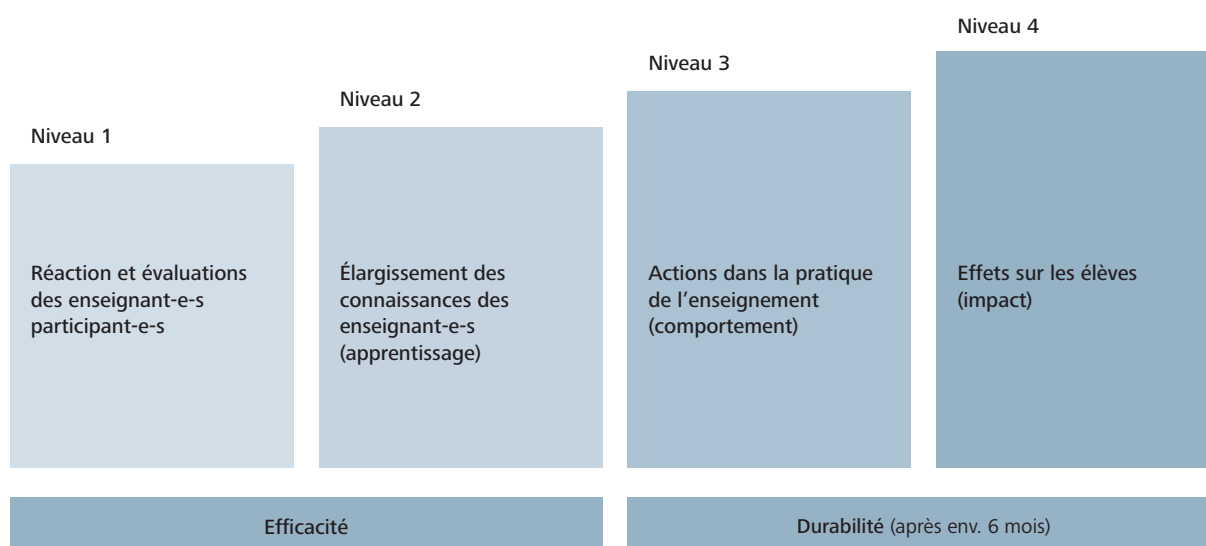 Niveau 1
Réaction et évaluations
des enseignant-e-s
participant-e-s
Niveau 2
Élargissement des
connaissances des
enseignant-e-s
(apprentissage)
Niveau 3
Actions dans la pratique
de l’enseignement
(comportement)
Niveau 4
Effets sur les élèves
(impact)
Efficacité
Durabilité (après env. 6 mois)